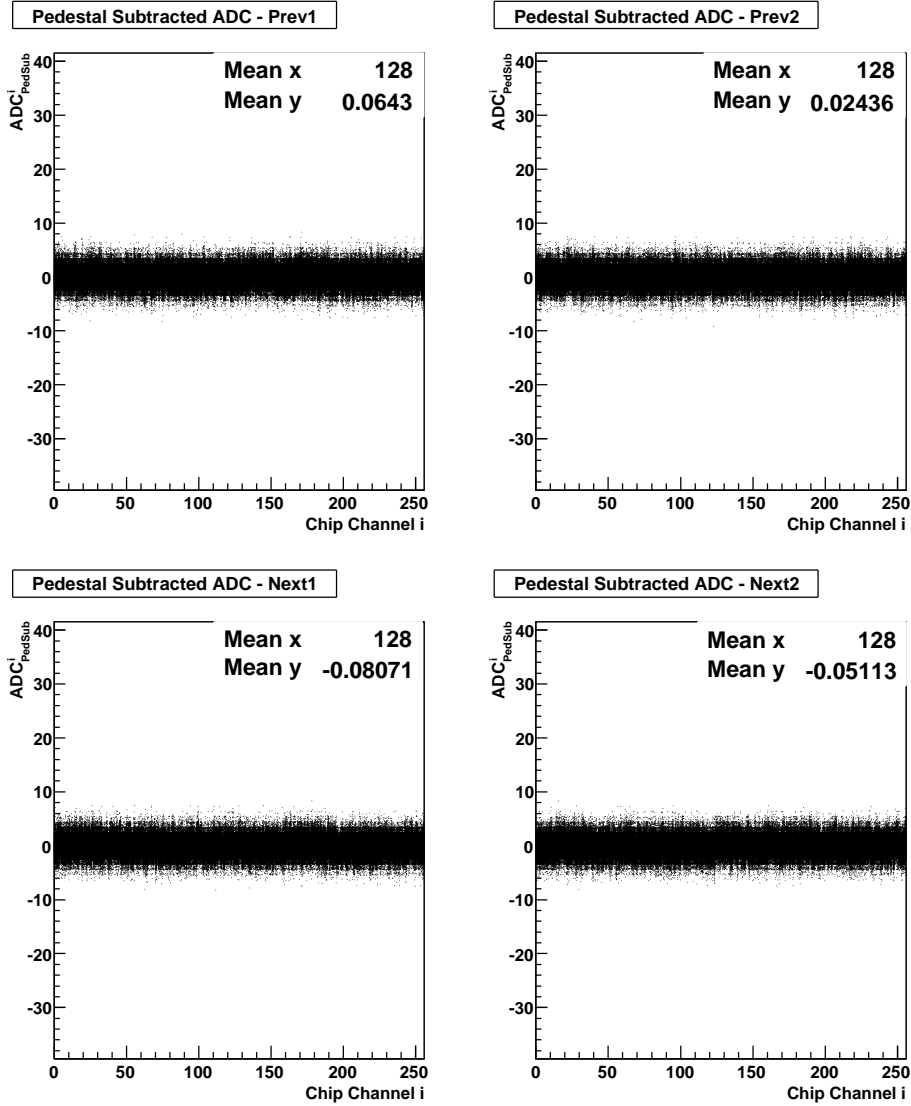 Pedestal Subtracted ADC - Prev1
Mean x 128
Mean y 0.0643
ADC^i_PedSub
40
30
20
10
0
-10
-20
-30
0 50 100 150 200 250
Chip Channel i
Pedestal Subtracted ADC - Prev2
Mean x 128
Mean y 0.02436
ADC^i_PedSub
40
30
20
10
0
-10
-20
-30
0 50 100 150 200 250
Chip Channel i
Pedestal Subtracted ADC - Next1
Mean x 128
Mean y -0.08071
ADC^i_PedSub
40
30
20
10
0
-10
-20
-30
0 50 100 150 200 250
Chip Channel i
Pedestal Subtracted ADC - Next2
Mean x 128
Mean y -0.05113
ADC^i_PedSub
40
30
20
10
0
-10
-20
-30
0 50 100 150 200 250
Chip Channel i